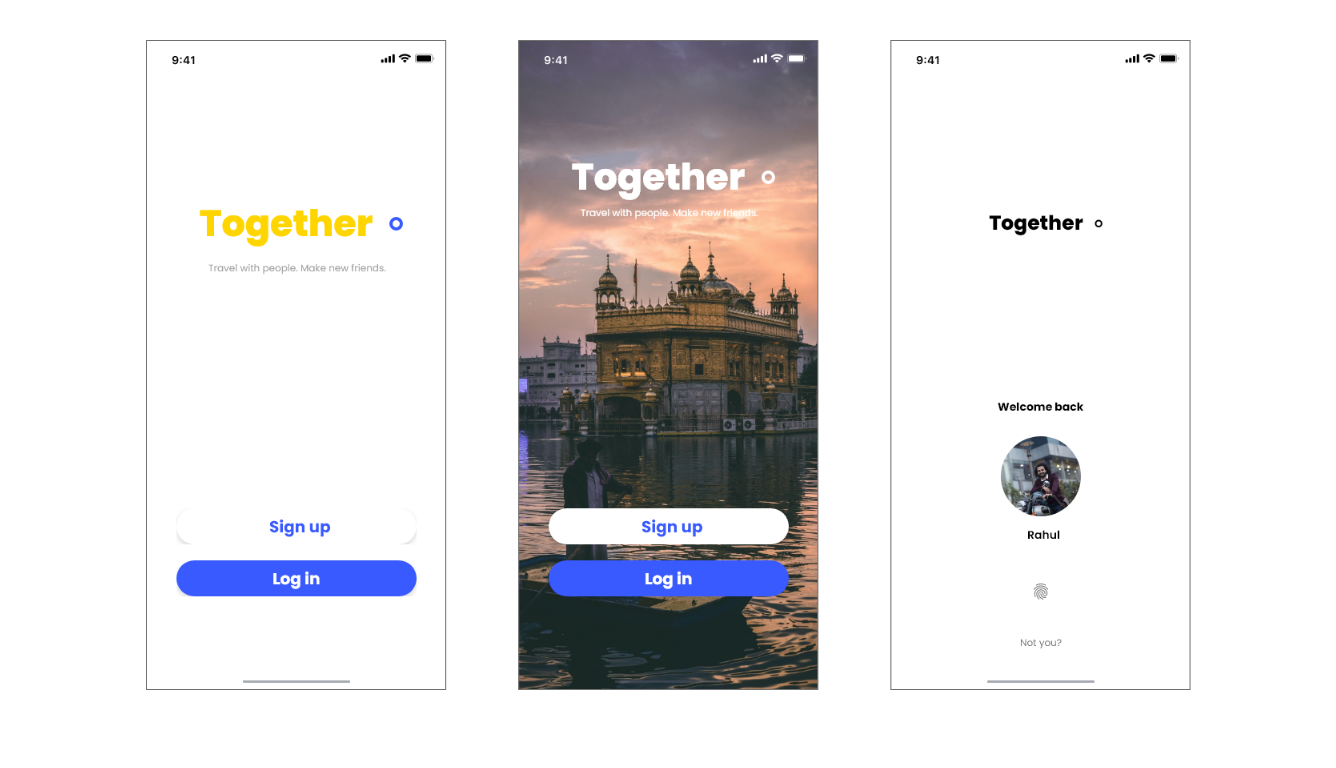 9:41
Together
Travel with people. Make new friends.
Sign up
Log in
9:41
Together
Travel with people. Make new friends.
Sign up
Log in
9:41
Together
Welcome back
Rahul
Not you?